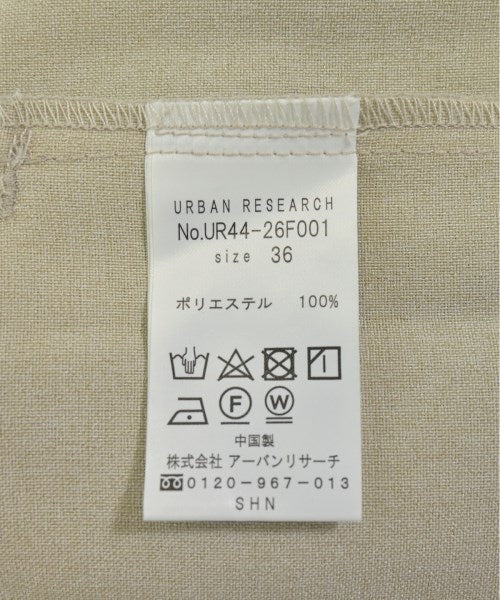 URBAN RESEARCH
No.UR44-26F001
size 36
ポリエステル 100%
F W
中国製
株式会社 アーバンリサーチ
0120-967-013
SHN